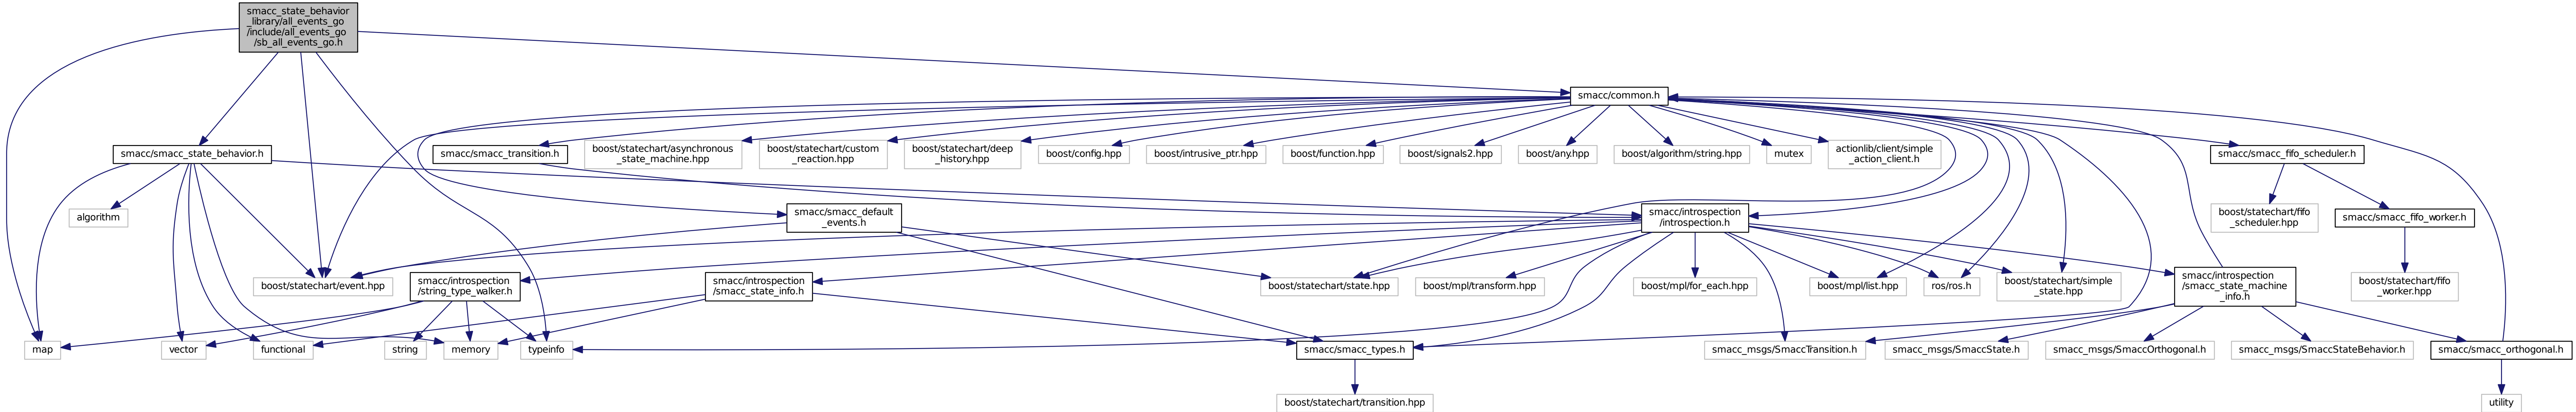 smacc_state_behavior
_library/all_events_go
/include/all_events_go
/sb_all_events_go.h
smacc/common.h
smacc/smacc_state_behavior.h
smacc/smacc_transition.h
boost/statechart/asynchronous
_state_machine.hpp
boost/statechart/custom
_reaction.hpp
boost/statechart/deep
_history.hpp
boost/config.hpp
boost/intrusive_ptr.hpp
boost/function.hpp
boost/signals2.hpp
boost/any.hpp
boost/algorithm/string.hpp
mutex
actionlib/client/simple
_action_client.h
smacc/smacc_fifo_scheduler.h
algorithm
smacc/smacc_default
_events.h
smacc/introspection
/introspection.h
boost/statechart/fifo
_scheduler.hpp
smacc/smacc_fifo_worker.h
boost/statechart/event.hpp
smacc/introspection
/string_type_walker.h
smacc/introspection
/smacc_state_info.h
boost/statechart/state.hpp
boost/mpl/transform.hpp
boost/mpl/for_each.hpp
boost/mpl/list.hpp
ros/ros.h
boost/statechart/simple
_state.hpp
smacc/introspection
/smacc_state_machine
_info.h
boost/statechart/fifo
_worker.hpp
map
vector
functional
string
memory
typeinfo
smacc/smacc_types.h
smacc_msgs/SmaccTransition.h
smacc_msgs/SmaccState.h
smacc_msgs/SmaccOrthogonal.h
smacc_msgs/SmaccStateBehavior.h
smacc/smacc_orthogonal.h
boost/statechart/transition.hpp
utility